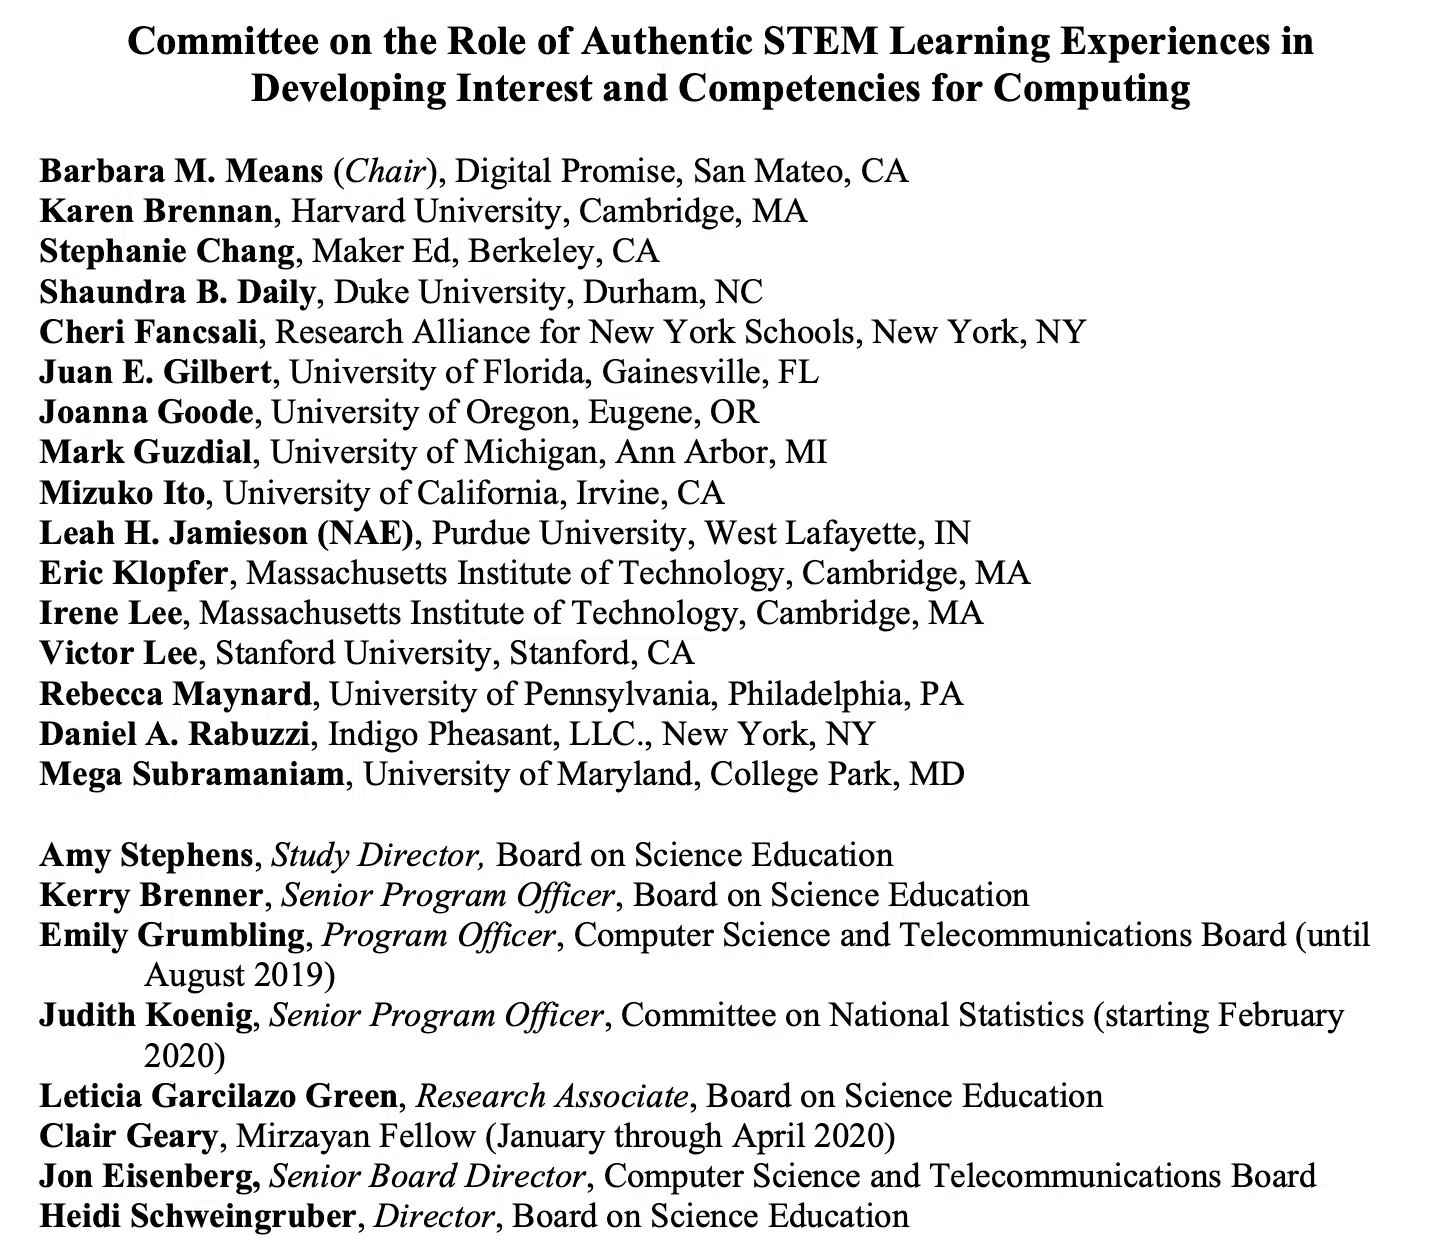 Committee on the Role of Authentic STEM Learning Experiences in
Developing Interest and Competencies for Computing
Barbara M. Means (Chair), Digital Promise, San Mateo, CA
Karen Brennan, Harvard University, Cambridge, MA
Stephanie Chang, Maker Ed, Berkeley, CA
Shaundra B. Daily, Duke University, Durham, NC
Cheri Fancsali, Research Alliance for New York Schools, New York, NY
Juan E. Gilbert, University of Florida, Gainesville, FL
Joanna Goode, University of Oregon, Eugene, OR
Mark Guzdial, University of Michigan, Ann Arbor, MI
Mizuko Ito, University of California, Irvine, CA
Leah H. Jamieson (NAE), Purdue University, West Lafayette, IN
Eric Klopfer, Massachusetts Institute of Technology, Cambridge, MA
Irene Lee, Massachusetts Institute of Technology, Cambridge, MA
Victor Lee, Stanford University, Stanford, CA
Rebecca Maynard, University of Pennsylvania, Philadelphia, PA
Daniel A. Rabuzzi, Indigo Pheasant, LLC., New York, NY
Mega Subramaniam, University of Maryland, College Park, MD
Amy Stephens, Study Director, Board on Science Education
Kerry Brenner, Senior Program Officer, Board on Science Education
Emily Grumbling, Program Officer, Computer Science and Telecommunications Board (until
August 2019)
Judith Koenig, Senior Program Officer, Committee on National Statistics (starting February
2020)
Leticia Garcilazo Green, Research Associate, Board on Science Education
Clair Geary, Mirzayan Fellow (January through April 2020)
Jon Eisenberg, Senior Board Director, Computer Science and Telecommunications Board
Heidi Schweingruber, Director, Board on Science Education